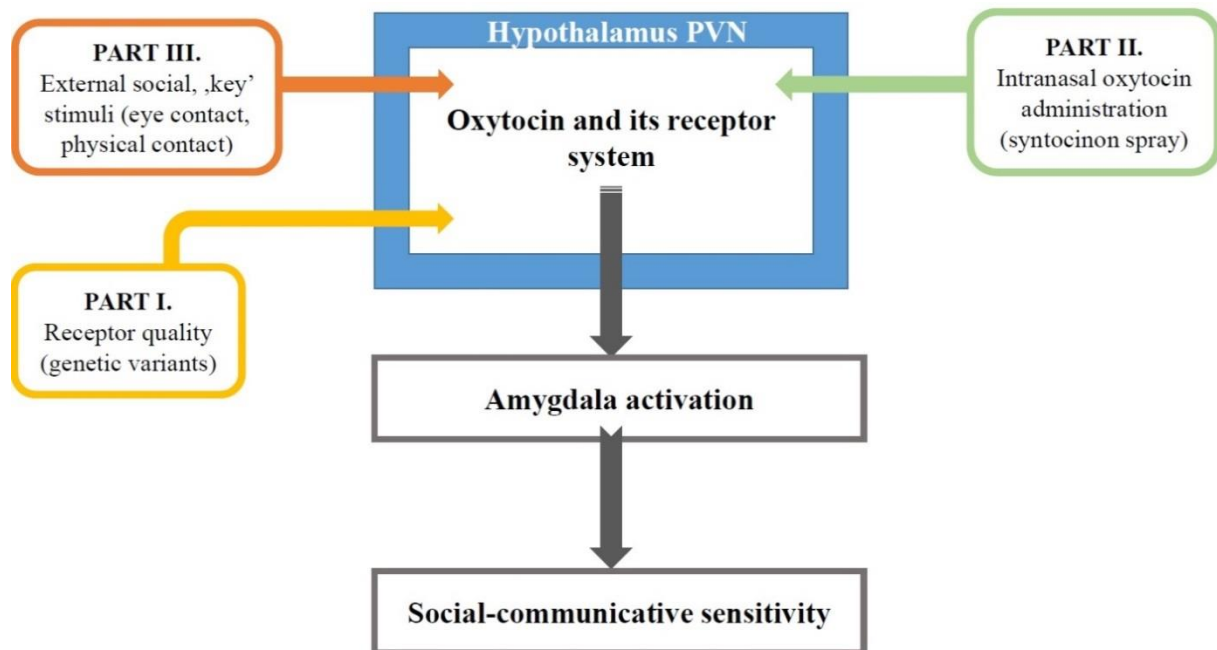 Hypothalamus PVN
PART III.
External social, ‚key’
stimuli (eye contact,
physical contact)
PART II.
Intranasal oxytocin
administration
(syntocinon spray)
Oxytocin and its receptor
system
PART I.
Receptor quality
(genetic variants)
Amygdala activation
Social-communicative sensitivity